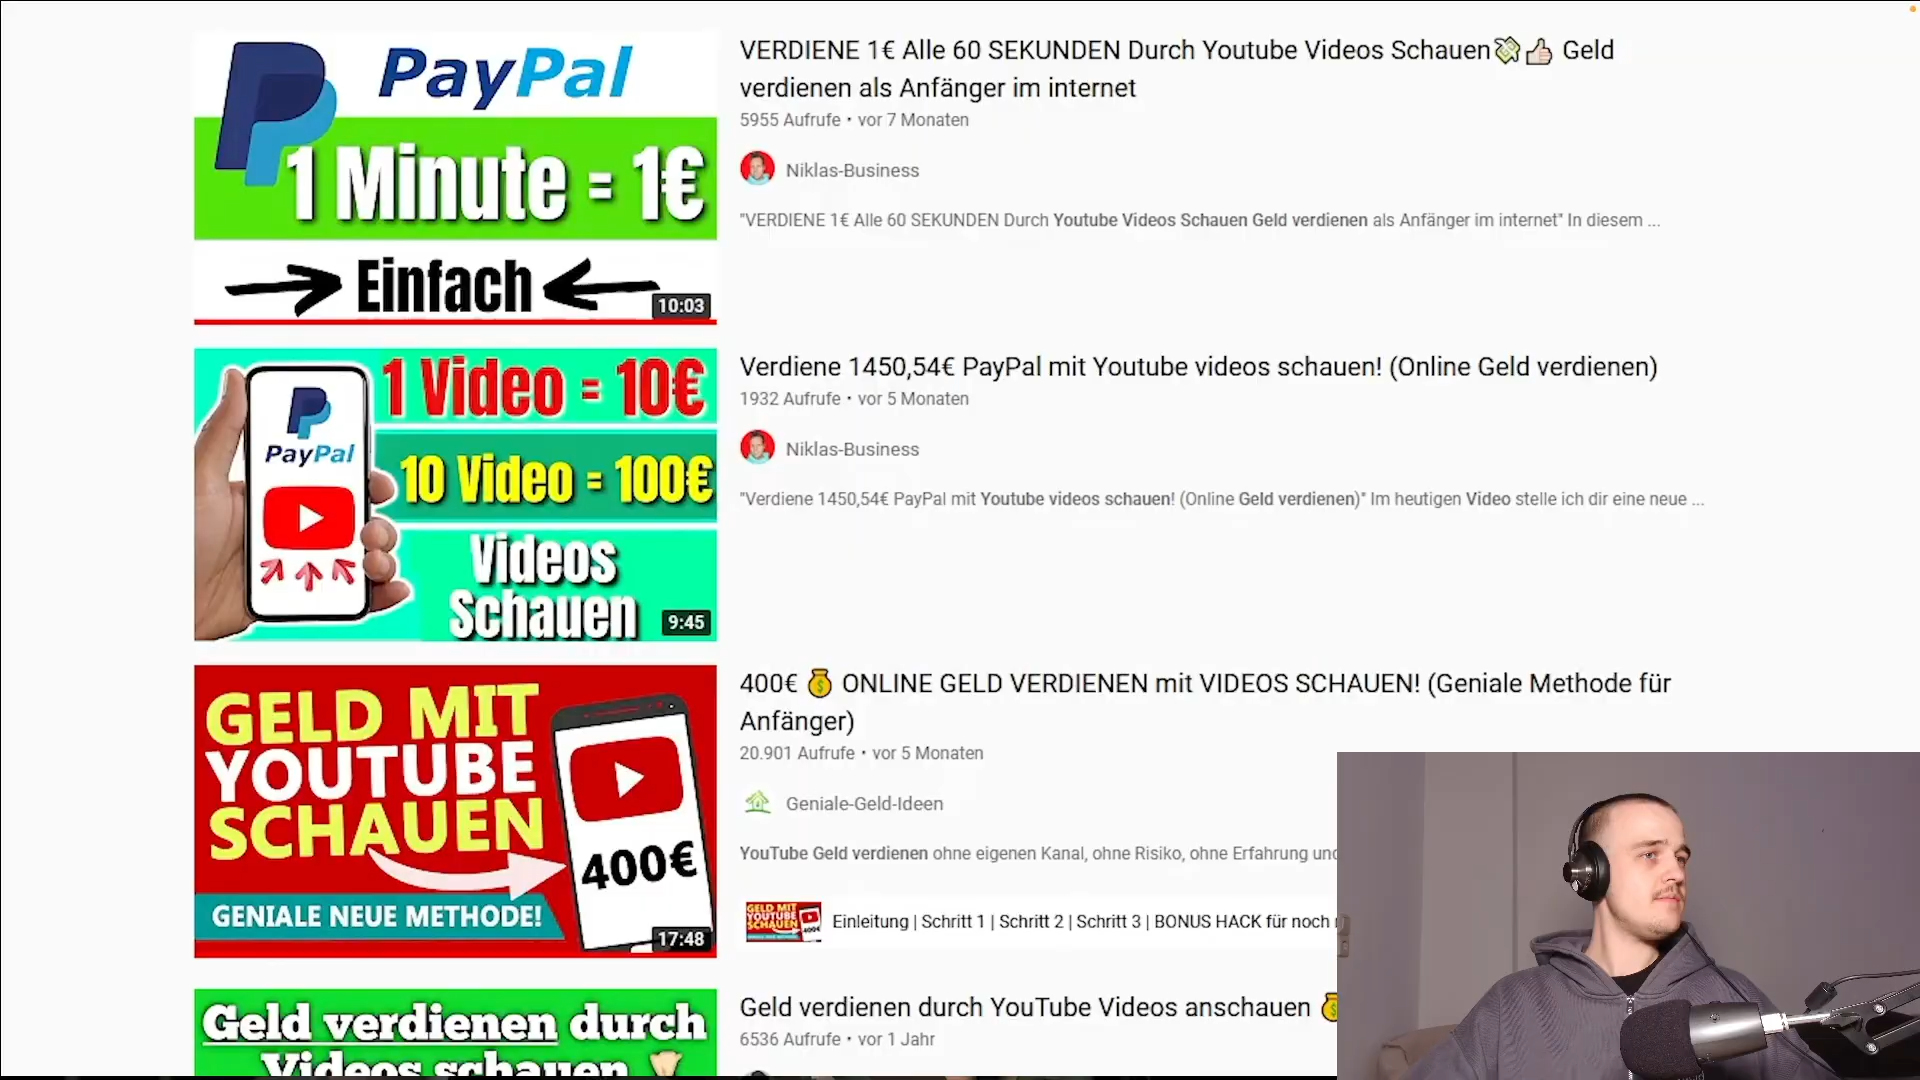 PayPal
1 Minute = 1€
Einfach
10:03
VERDIENE 1€ Alle 60 SEKUNDEN Durch Youtube Videos Schauen💸👍🏻 Geld
verdienen als Anfänger im internet
5955 Aufrufe • vor 7 Monaten
Niklas-Business
"VERDIENE 1€ Alle 60 SEKUNDEN Durch Youtube Videos Schauen Geld verdienen als Anfänger im internet" In diesem ...
PayPal
1 Video = 10€
10 Video = 100€
Videos
Schauen
9:45
Verdiene 1450,54€ PayPal mit Youtube videos schauen! (Online Geld verdienen)
1932 Aufrufe • vor 5 Monaten
Niklas-Business
"Verdiene 1450,54€ PayPal mit Youtube videos schauen! (Online Geld verdienen)" Im heutigen Video stelle ich dir eine neue ...
GELD MIT
YOUTUBE
SCHAUEN
400€
GENIALE NEUE METHODE!
17:48
400€ 💰 ONLINE GELD VERDIENEN mit VIDEOS SCHAUEN! (Geniale Methode für
Anfänger)
20.901 Aufrufe • vor 5 Monaten
Geniale-Geld-Ideen
YouTube Geld verdienen ohne eigenen Kanal, ohne Risiko, ohne Erfahrung und
GELD MIT
YOUTUBE
SCHAUEN
400€
Einleitung | Schritt 1 | Schritt 2 | Schritt 3 | BONUS HACK für noch
Geld verdienen durch
Videos schauen
Geld verdienen durch YouTube Videos anschauen 💰
6536 Aufrufe • vor 1 Jahr